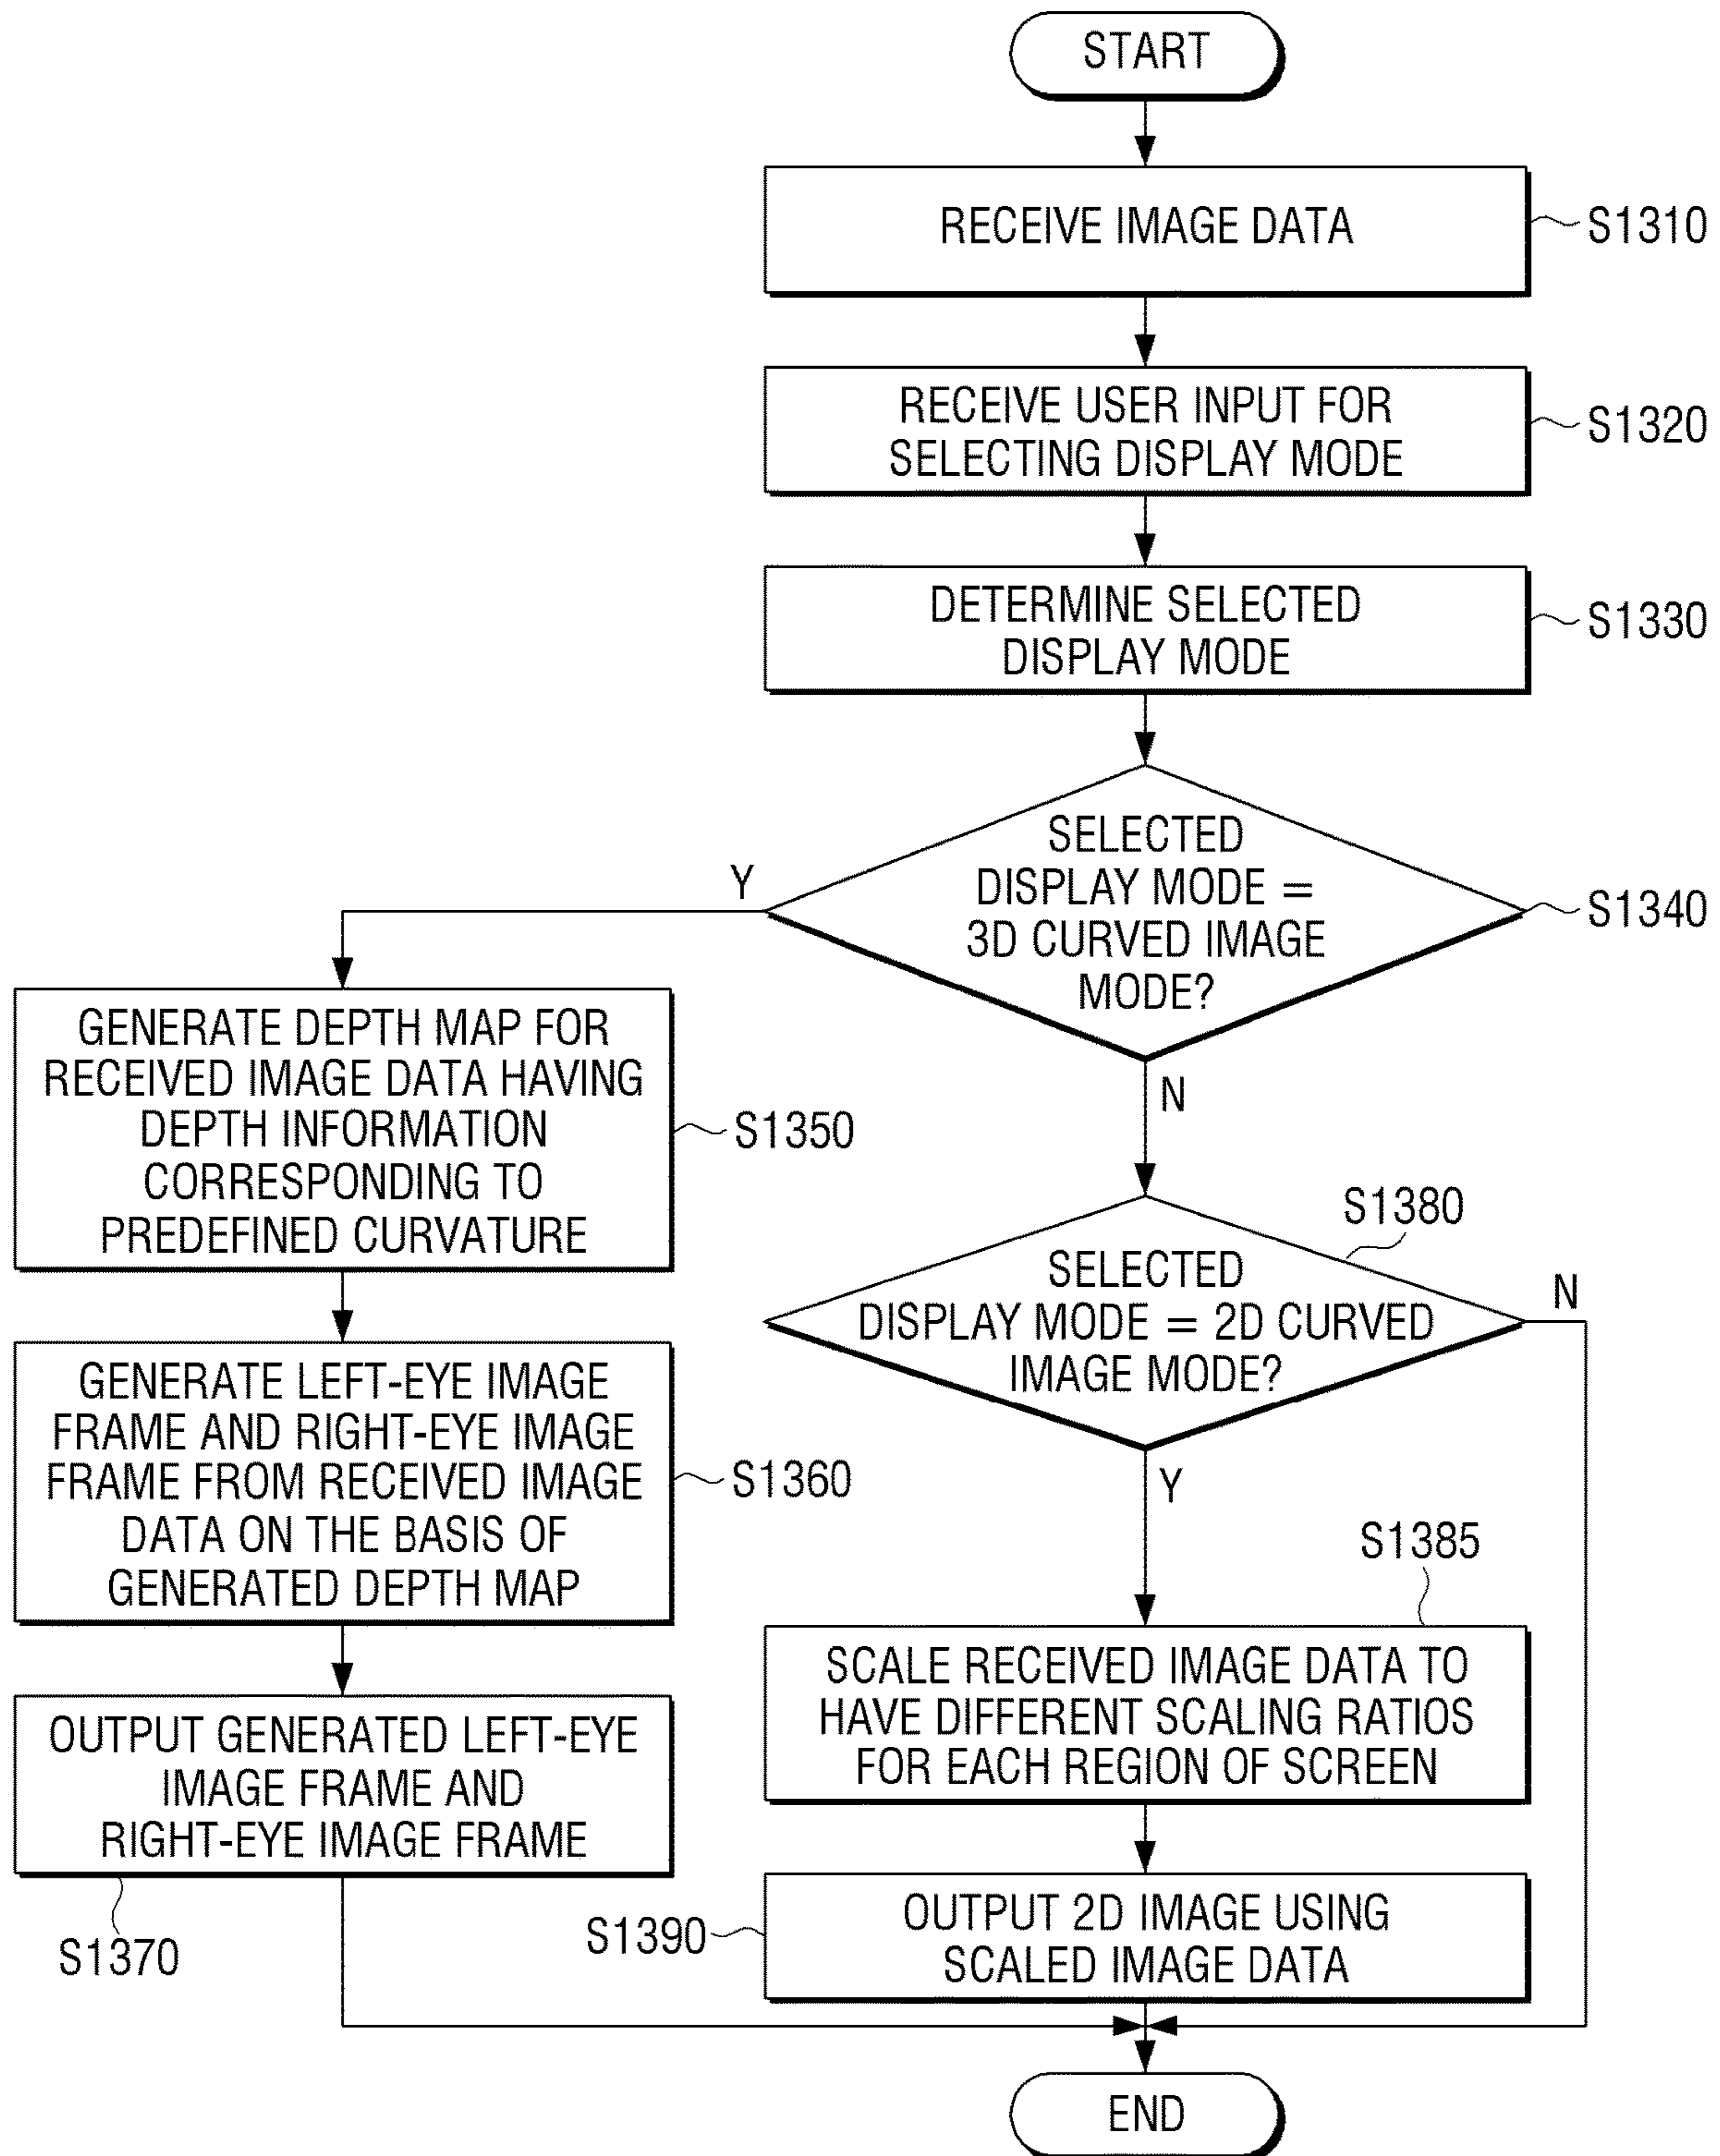 START
RECEIVE IMAGE DATA
S1310
RECEIVE USER INPUT FOR
SELECTING DISPLAY MODE
S1320
DETERMINE SELECTED
DISPLAY MODE
S1330
SELECTED
DISPLAY MODE =
3D CURVED IMAGE
MODE?
S1340
Y
N
GENERATE DEPTH MAP FOR
RECEIVED IMAGE DATA HAVING
DEPTH INFORMATION
CORRESPONDING TO
PREDEFINED CURVATURE
S1350
GENERATE LEFT-EYE IMAGE
FRAME AND RIGHT-EYE IMAGE
FRAME FROM RECEIVED IMAGE
DATA ON THE BASIS OF
GENERATED DEPTH MAP
S1360
OUTPUT GENERATED LEFT-EYE
IMAGE FRAME AND
RIGHT-EYE IMAGE FRAME
S1370
S1380
SELECTED
DISPLAY MODE = 2D CURVED
IMAGE MODE?
N
Y
S1385
SCALE RECEIVED IMAGE DATA TO
HAVE DIFFERENT SCALING RATIOS
FOR EACH REGION OF SCREEN
S1390
OUTPUT 2D IMAGE USING
SCALED IMAGE DATA
END